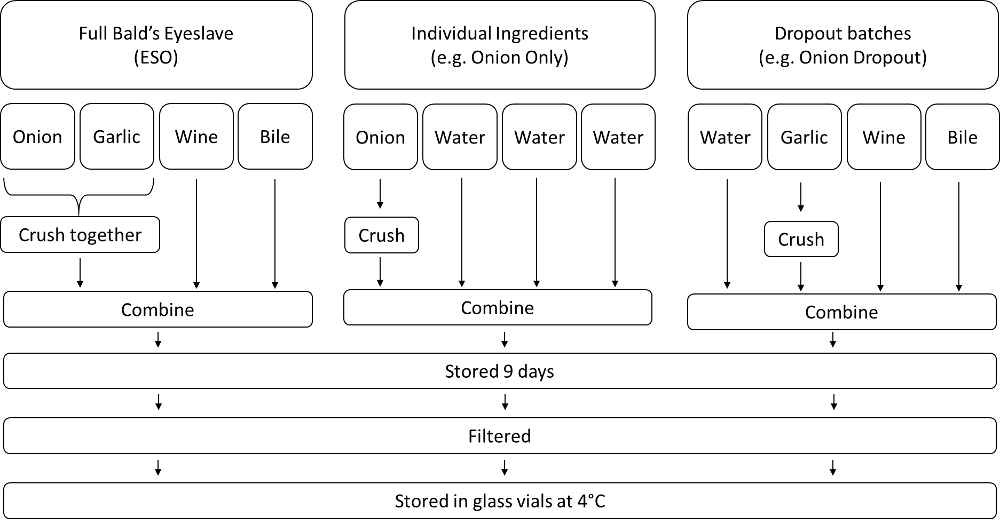 Full Bald’s Eyeslave
(ESO)
Individual Ingredients
(e.g. Onion Only)
Dropout batches
(e.g. Onion Dropout)
Onion
Garlic
Wine
Bile
Onion
Water
Water
Water
Water
Garlic
Wine
Bile
Crush together
Crush
Crush
Combine
Combine
Combine
Stored 9 days
Filtered
Stored in glass vials at 4°C